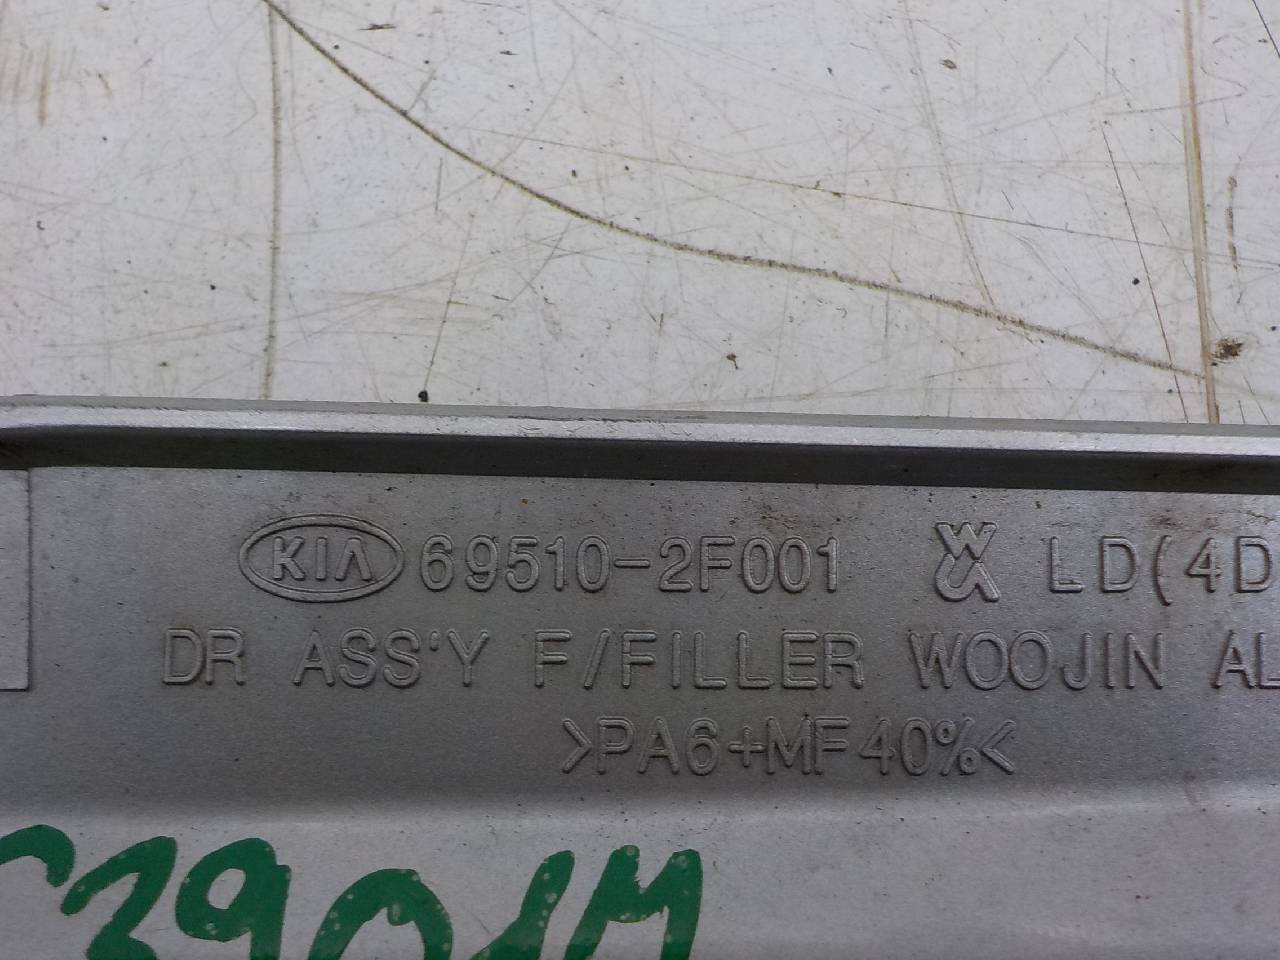 KIA 69510-2F001 LD(4D
DR ASS'Y F/FILLER WOOJIN AL
>PA6+MF40%<